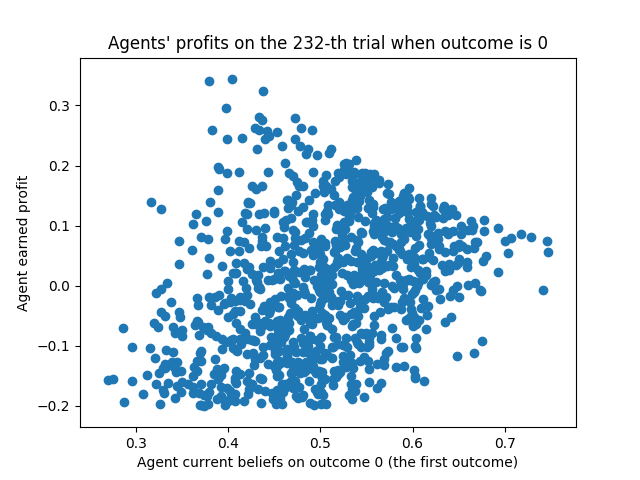 Agents' profits on the 232-th trial when outcome is 0
0.3
0.2
0.1
0.0
−0.1
−0.2
Agent earned profit
0.3 0.4 0.5 0.6 0.7
Agent current beliefs on outcome 0 (the first outcome)